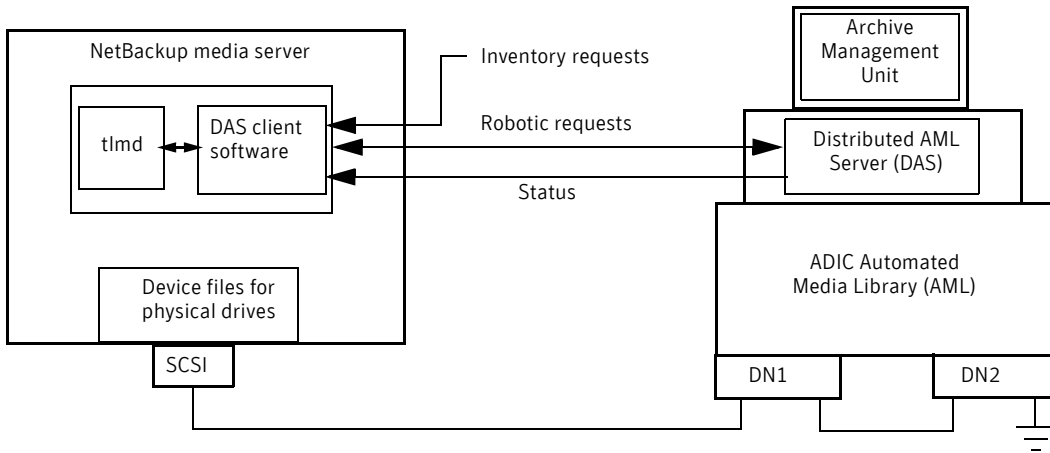 NetBackup media server
tlmd
DAS client
software
Device files for
physical drives
SCSI
Inventory requests
Robotic requests
Status
Archive
Management
Unit
Distributed AML
Server (DAS)
ADIC Automated
Media Library (AML)
DN1
DN2